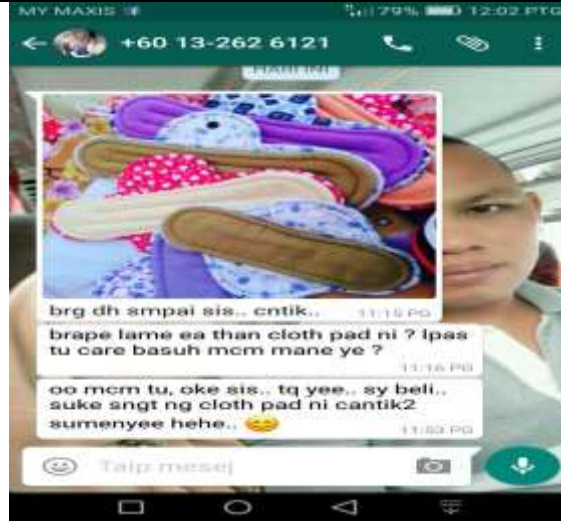 MY MAXIS
79% 12:02 PTG
+60 13-262 6121
HARI INI
brg dh smpai sis.. cntik..
11:15 PG
brape lame ea than cloth pad ni ? lpas
tu care basuh mcm mane ye ?
11:16 PG
oo mcm tu, oke sis.. tq yee.. sy beli..
suke sngt ng cloth pad ni cantik2
sumenyee hehe..
11:53 PG
Taip mesej